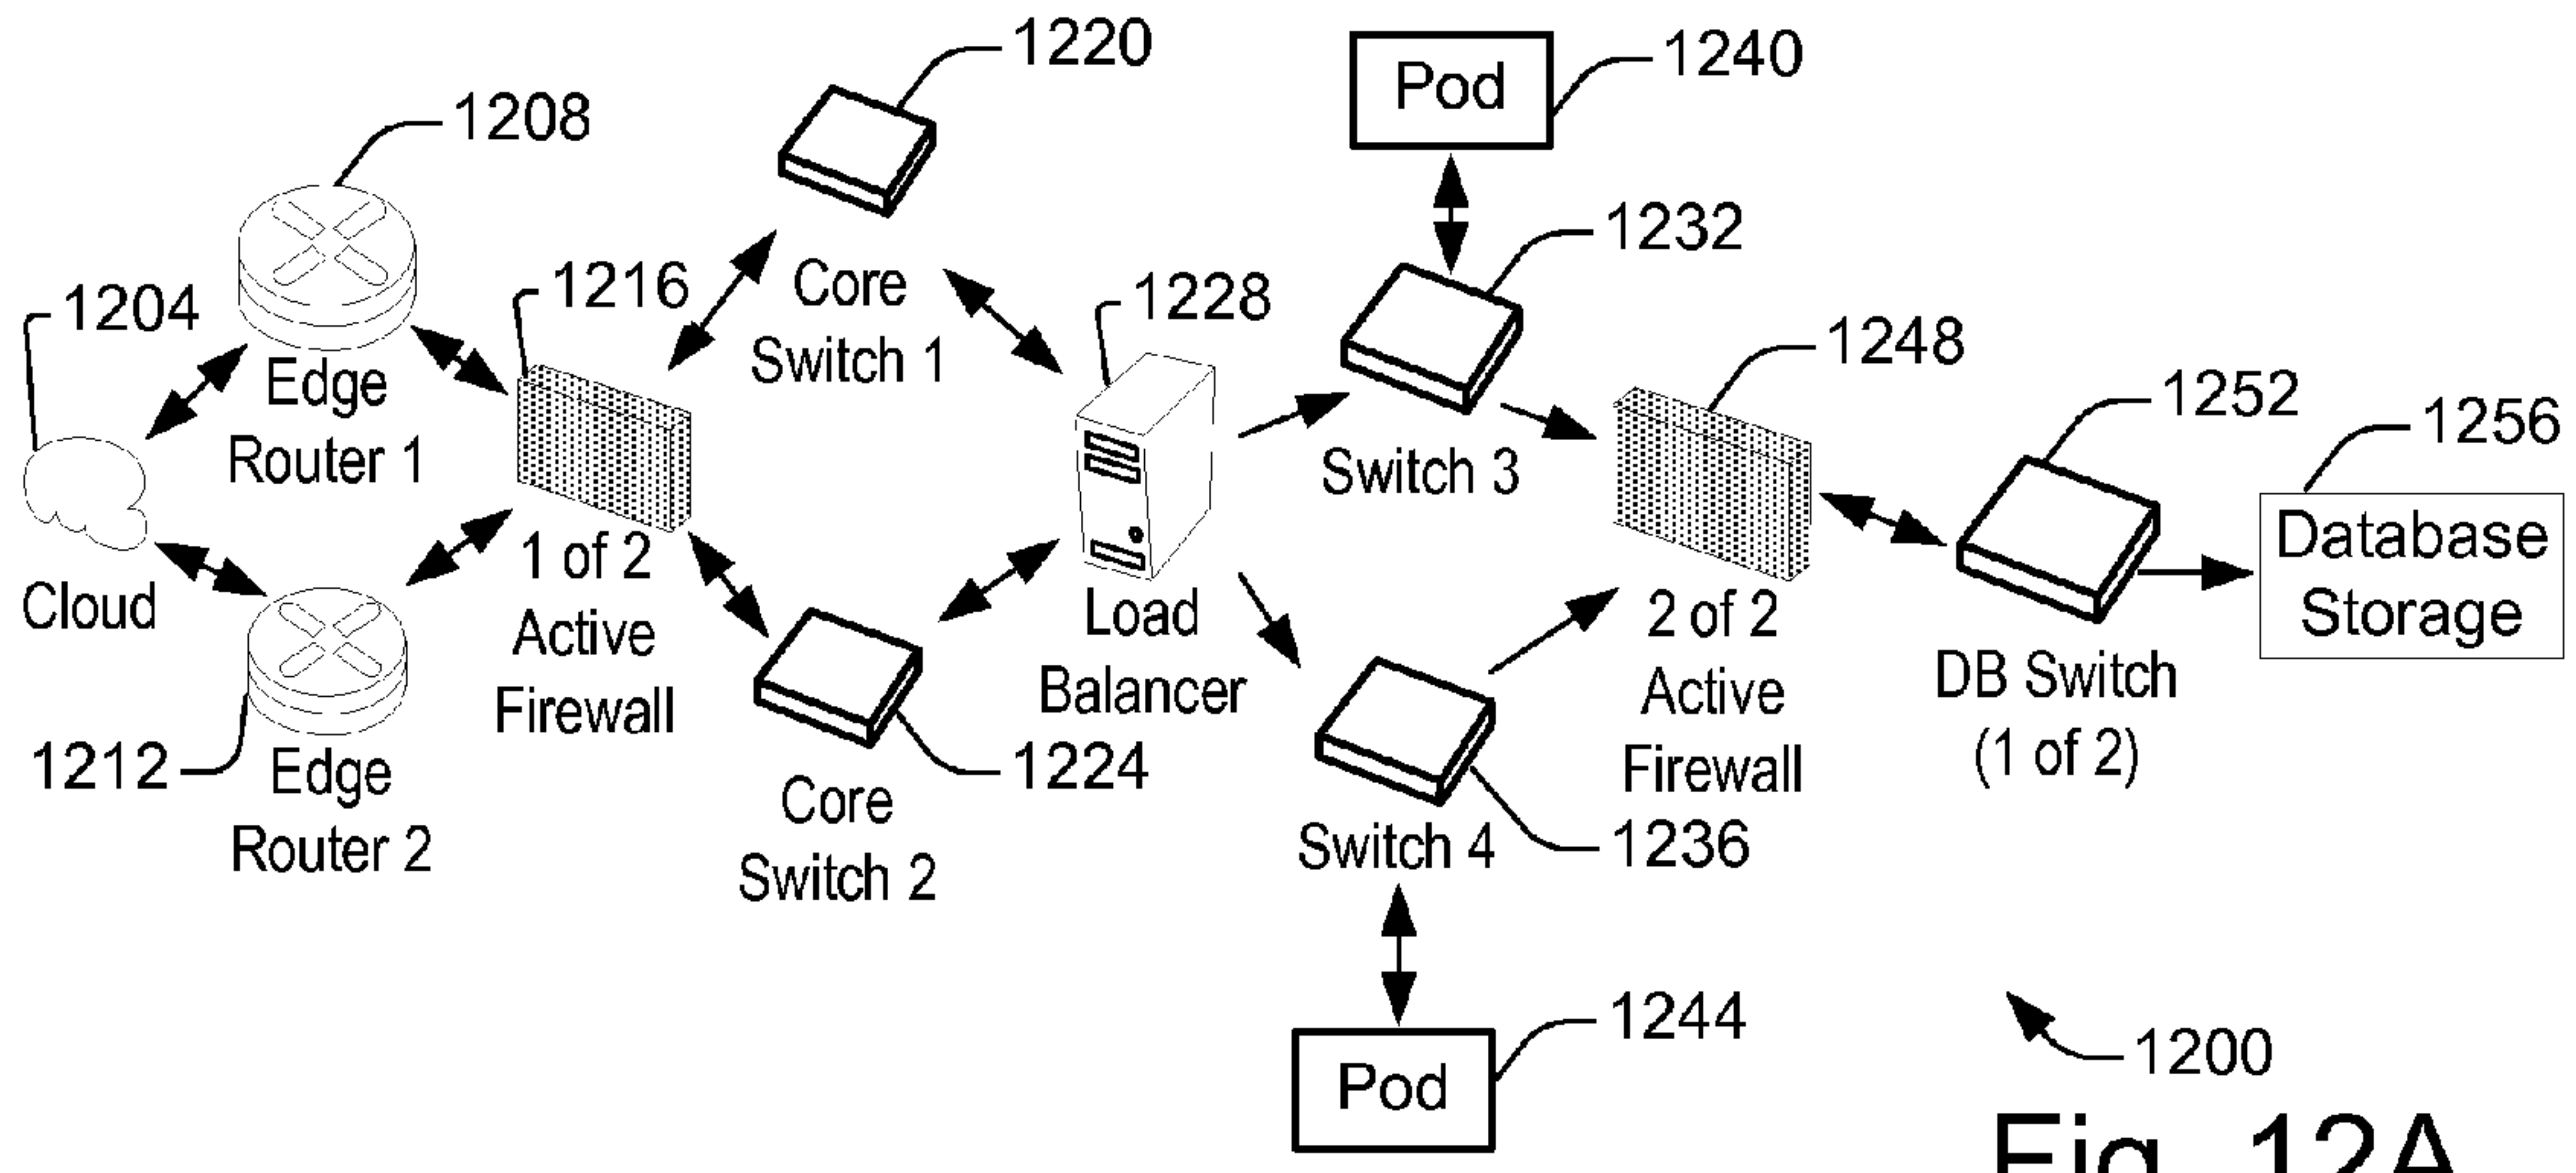 1220
1240
Pod
1208
1232
1216
Core
Switch 1
1228
1204
Edge
Router 1
1248
1252
1256
Switch 3
Database
Storage
Cloud
1 of 2
Active
Firewall
Load
Balancer
2 of 2
Active
Firewall
DB Switch
(1 of 2)
1212
Edge
Router 2
1224
Core
Switch 2
Switch 4
1236
1244
Pod
1200
Fig. 12A